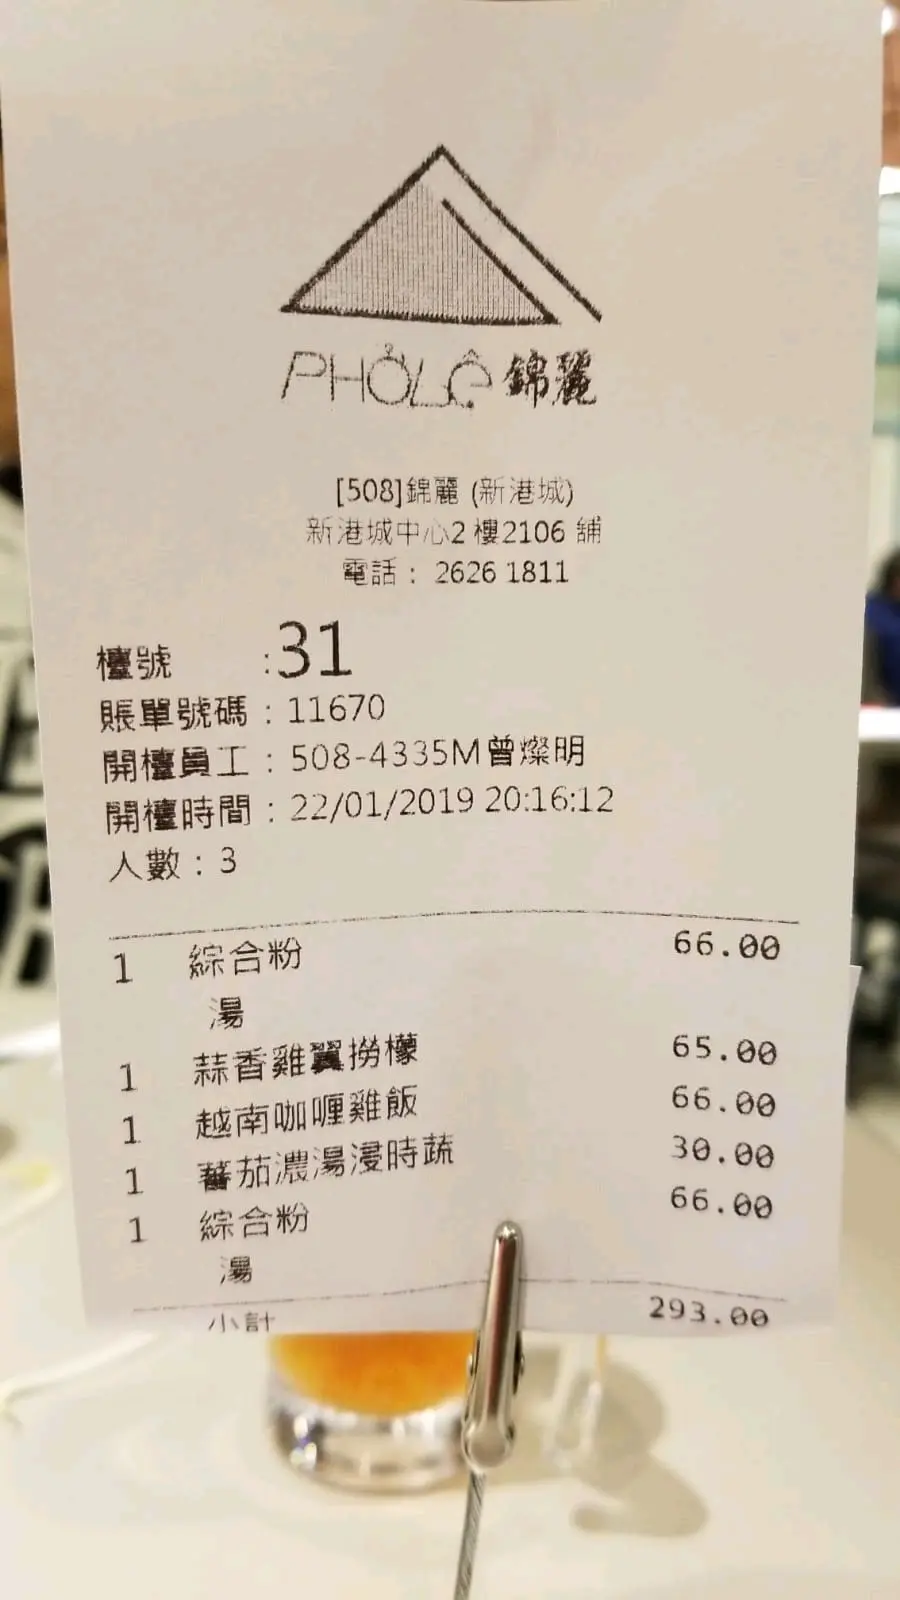 PHỞLệ 錦麗
[508]錦麗 (新港城)
新港城中心2 樓2106 舖
電話： 2626 1811
檯號 :31
賬單號碼 : 11670
開檯員工 : 508-4335M曾燦明
開檯時間 : 22/01/2019 20:16:12
人數 : 3
1 綜合粉 66.00
湯
1 蒜香雞翼撈檬 65.00
1 越南咖喱雞飯 66.00
1 蕃茄濃湯浸時蔬 30.00
1 綜合粉 66.00
湯
小計 293.00